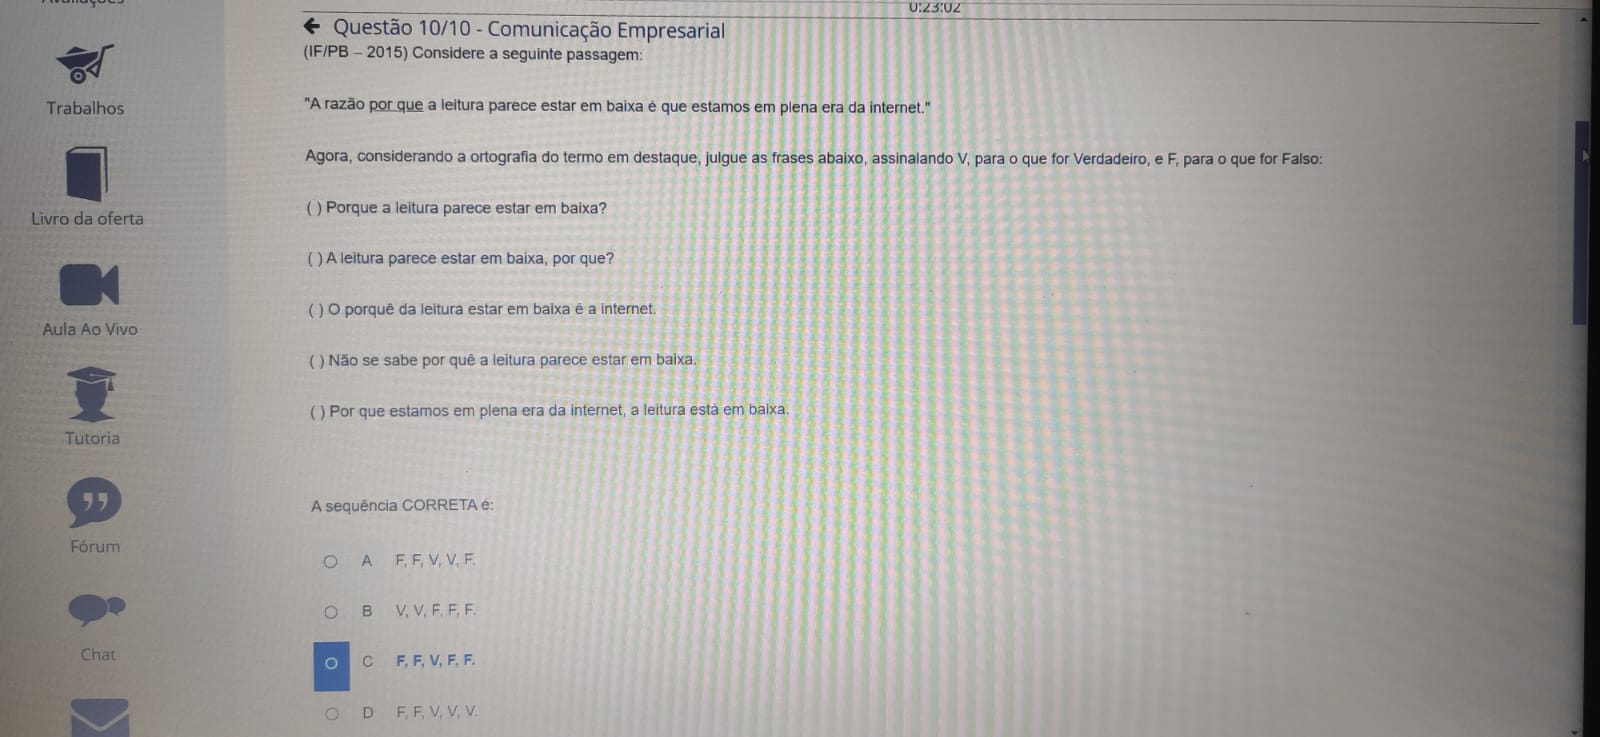 0:23:02
Questão 10/10 - Comunicação Empresarial
(IF/PB – 2015) Considere a seguinte passagem:
"A razão por que a leitura parece estar em baixa é que estamos em plena era da internet."
Agora, considerando a ortografia do termo em destaque, julgue as frases abaixo, assinalando V, para o que for Verdadeiro, e F, para o que for Falso:
( ) Porque a leitura parece estar em baixa?
( ) A leitura parece estar em baixa, por que?
( ) O porquê da leitura estar em baixa é a internet.
( ) Não se sabe por quê a leitura parece estar em baixa.
( ) Por que estamos em plena era da internet, a leitura está em baixa.
A sequência CORRETA é:
A F, F, V, V, F.
B V, V, F, F, F.
C F, F, V, F, F.
D F, F, V, V, V.
Trabalhos
Livro da oferta
Aula Ao Vivo
Tutoria
Fórum
Chat